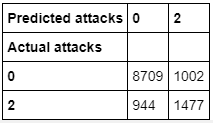 Predicted attacks 0 2
Actual attacks
0 8709 1002
2 944 1477